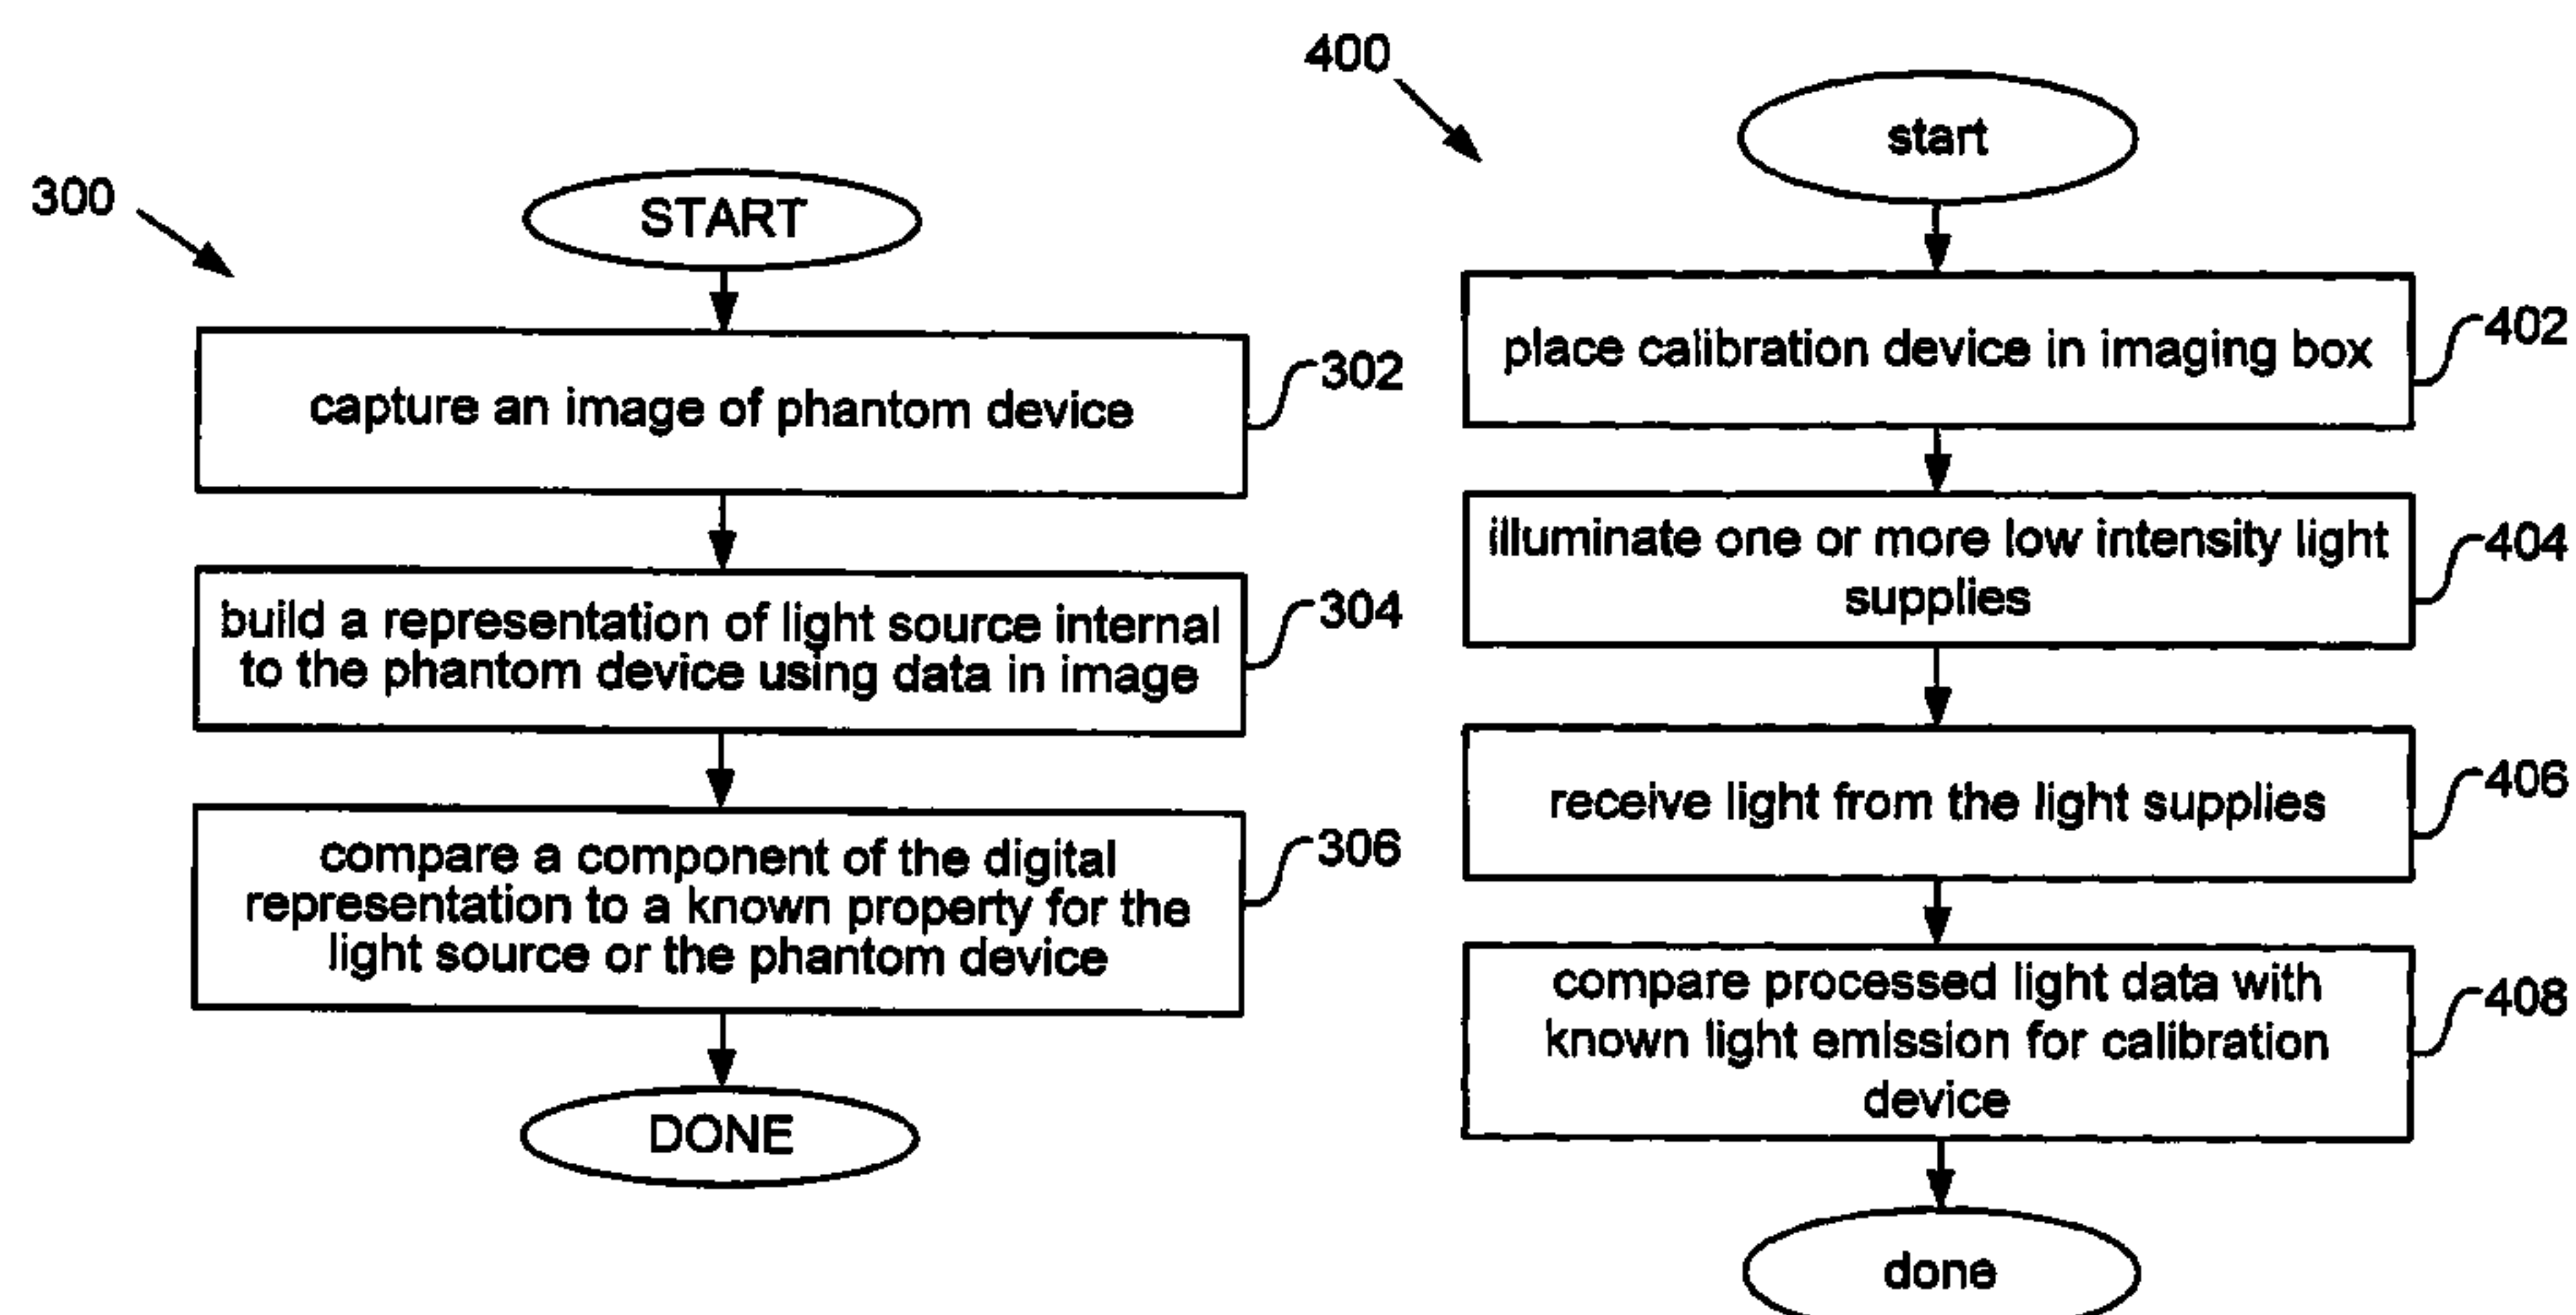 300
START
capture an image of phantom device
302
build a representation of light source internal
to the phantom device using data in image
304
compare a component of the digital
representation to a known property for the
light source or the phantom device
306
DONE
400
start
place calibration device in imaging box
402
illuminate one or more low intensity light
supplies
404
receive light from the light supplies
406
compare processed light data with
known light emission for calibration
device
408
done